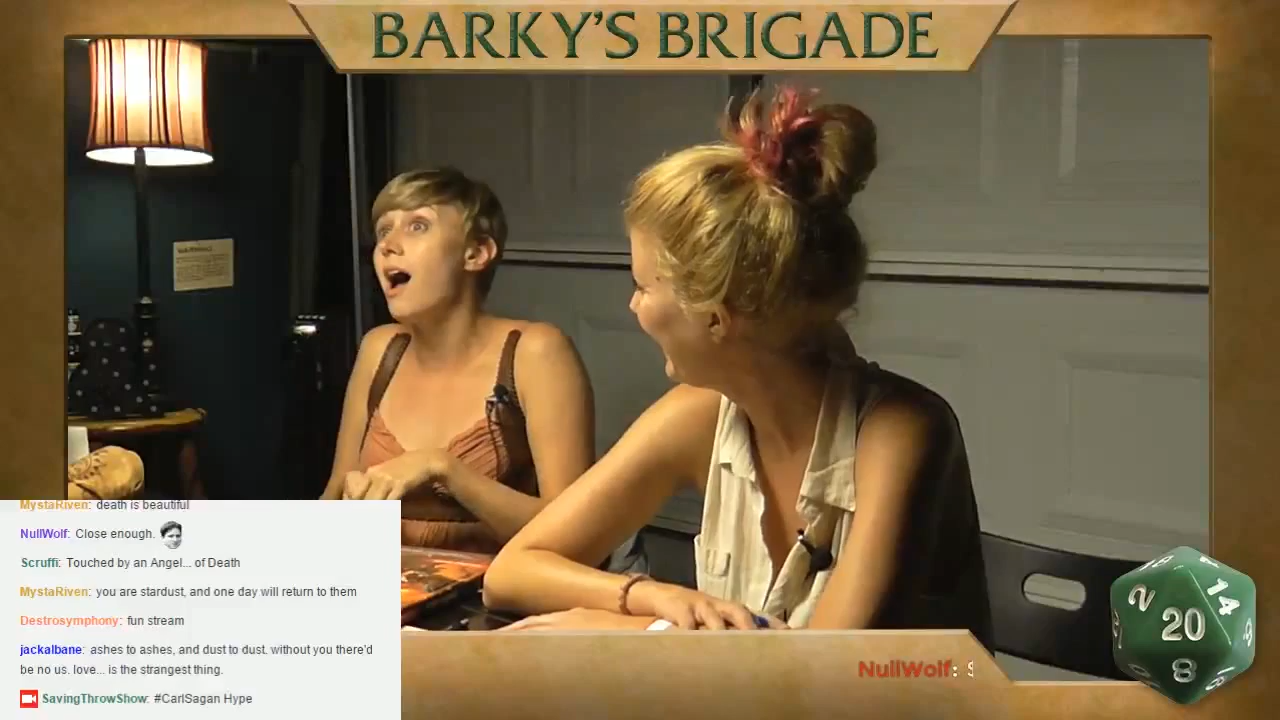 BARKY'S BRIGADE
MystaRiven: death is beautiful
NullWolf: Close enough.
Scruffi: Touched by an Angel... of Death
MystaRiven: you are stardust, and one day will return to them
Destrosymphony: fun stream
jackalbane: ashes to ashes, and dust to dust. without you there'd
be no us. love... is the strangest thing.
SavingThrowShow: #CarlSagan Hype
NullWolf: S
2
14
20
8